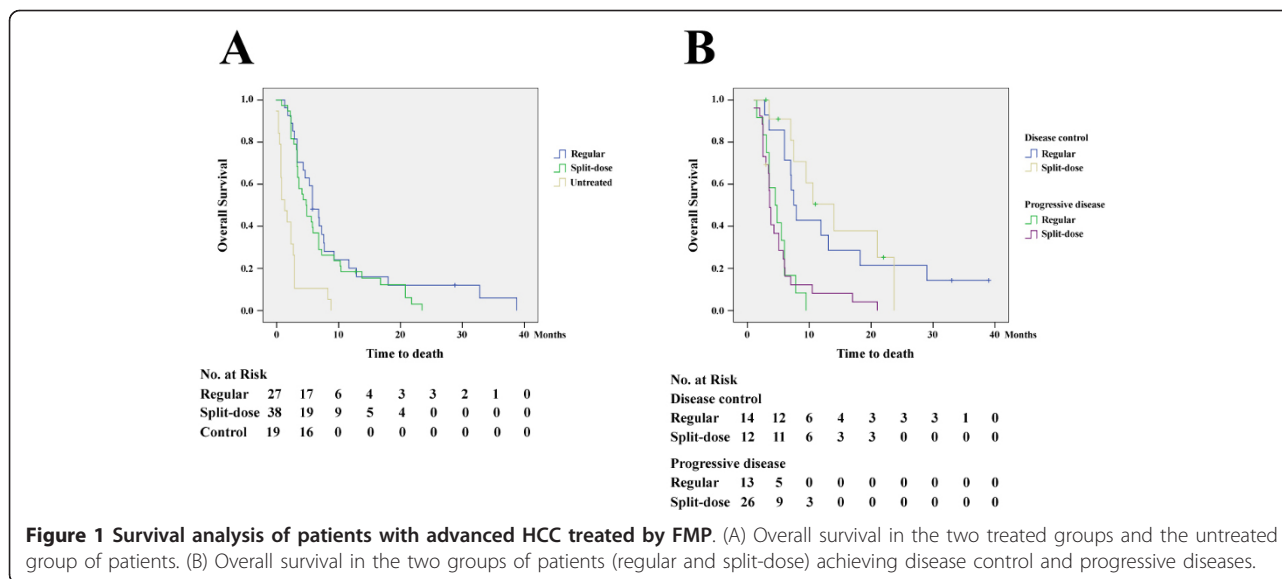 A
1.0
0.8
0.6
0.4
0.2
0.0
Overall Survival
0 10 20 30 40 Months
Time to death
Regular
Split-dose
Untreated
No. at Risk
Regular 27 17 6 4 3 3 2 1 0
Split-dose 38 19 9 5 4 0 0 0 0
Control 19 16 0 0 0 0 0 0 0
B
1.0
0.8
0.6
0.4
0.2
0.0
Overall Survival
0 10 20 30 40 Months
Time to death
Disease control
Regular
Split-dose
Progressive disease
Regular
Split-dose
No. at Risk
Disease control
Regular 14 12 6 4 3 3 3 1 0
Split-dose 12 11 6 3 3 0 0 0 0
Progressive disease
Regular 13 5 0 0 0 0 0 0 0
Split-dose 26 9 3 0 0 0 0 0 0
Figure 1 Survival analysis of patients with advanced HCC treated by FMP. (A) Overall survival in the two treated groups and the untreated
group of patients. (B) Overall survival in the two groups of patients (regular and split-dose) achieving disease control and progressive diseases.